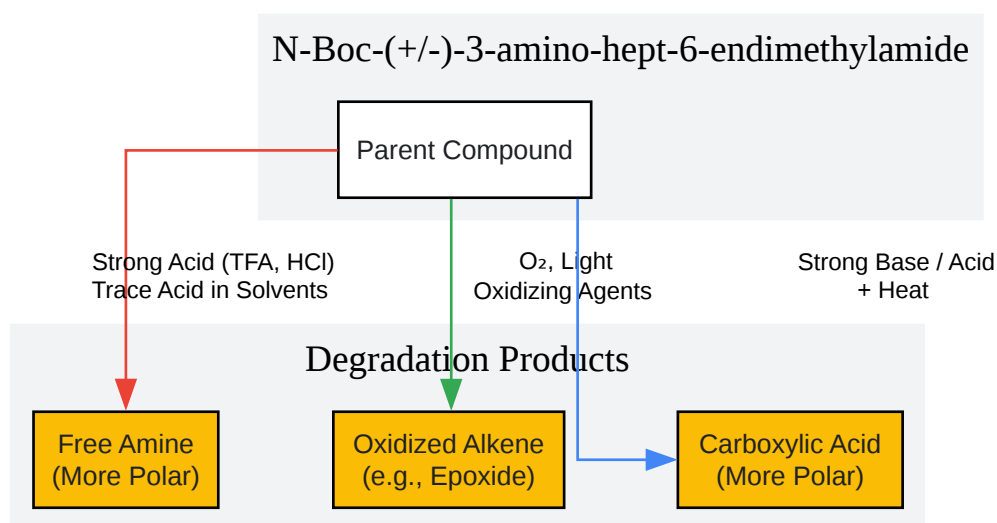 N-Boc-(+/-)-3-amino-hept-6-endimethylamide
Parent Compound
Strong Acid (TFA, HCl)
Trace Acid in Solvents
O₂, Light
Oxidizing Agents
Strong Base / Acid
+ Heat
Degradation Products
Free Amine
(More Polar)
Oxidized Alkene
(e.g., Epoxide)
Carboxylic Acid
(More Polar)